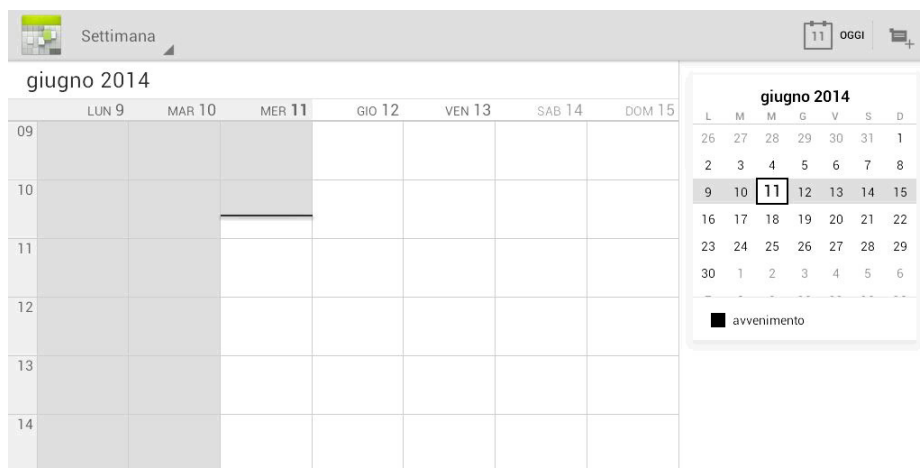 Settimana
11 OGGI
giugno 2014
LUN 9 MAR 10 MER 11 GIO 12 VEN 13 SAB 14 DOM 15
09
10
11
12
13
14
giugno 2014
L M M G V S D
26 27 28 29 30 31 1
2 3 4 5 6 7 8
9 10 11 12 13 14 15
16 17 18 19 20 21 22
23 24 25 26 27 28 29
30 1 2 3 4 5 6
avvenimento